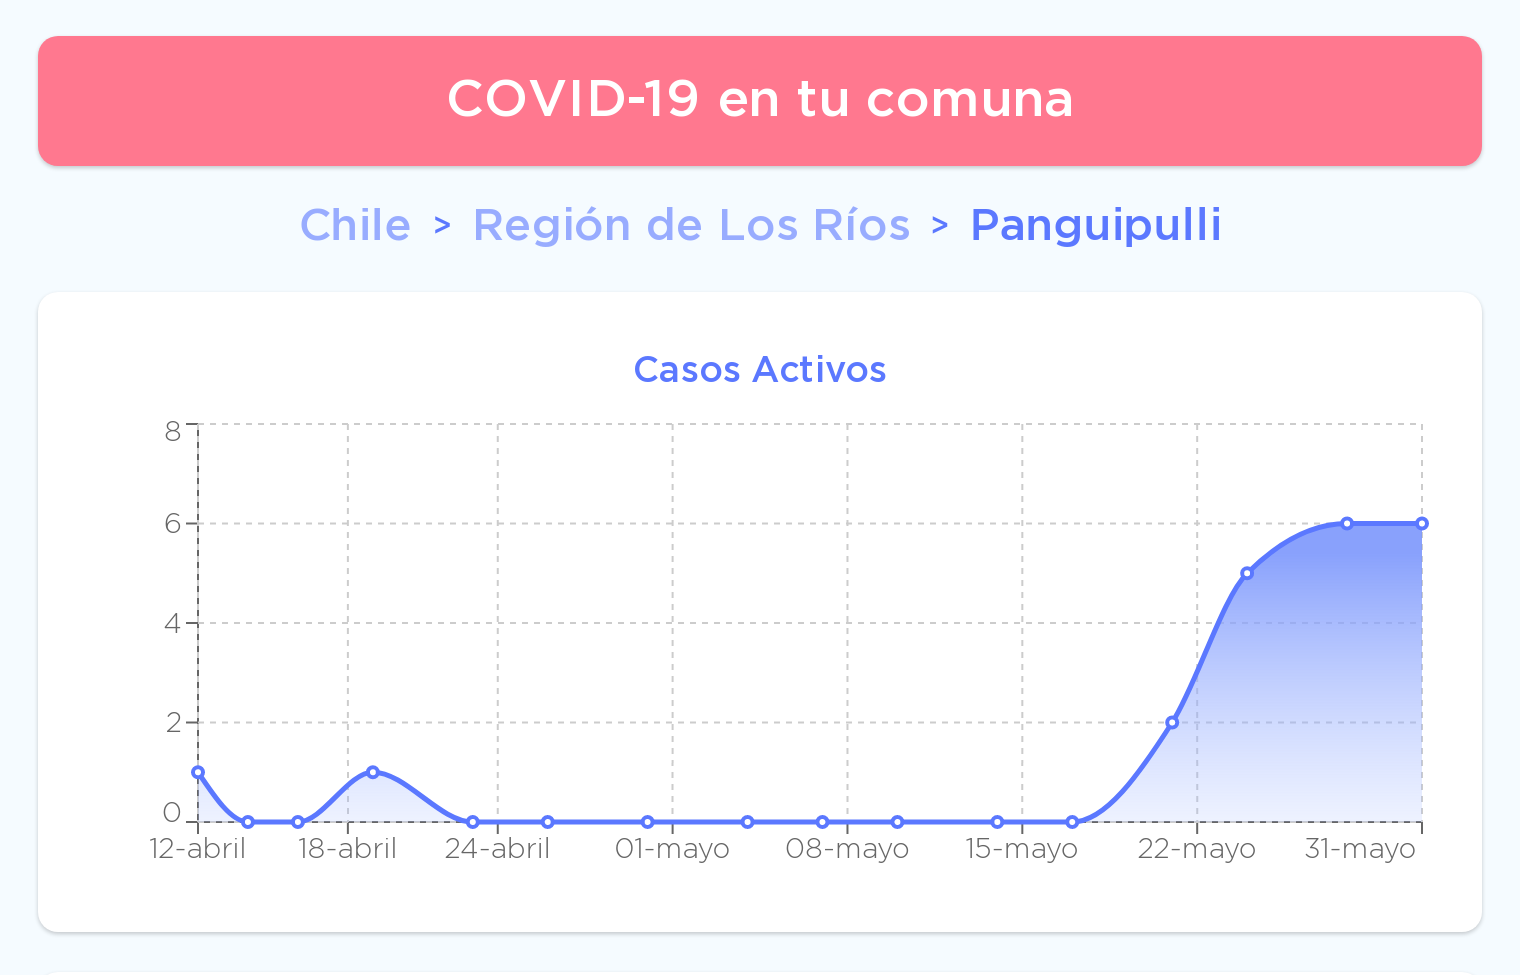 COVID-19 en tu comuna
Chile > Región de Los Ríos > Panguipulli
Casos Activos
8
6
4
2
0
12-abril 18-abril 24-abril 01-mayo 08-mayo 15-mayo 22-mayo 31-mayo